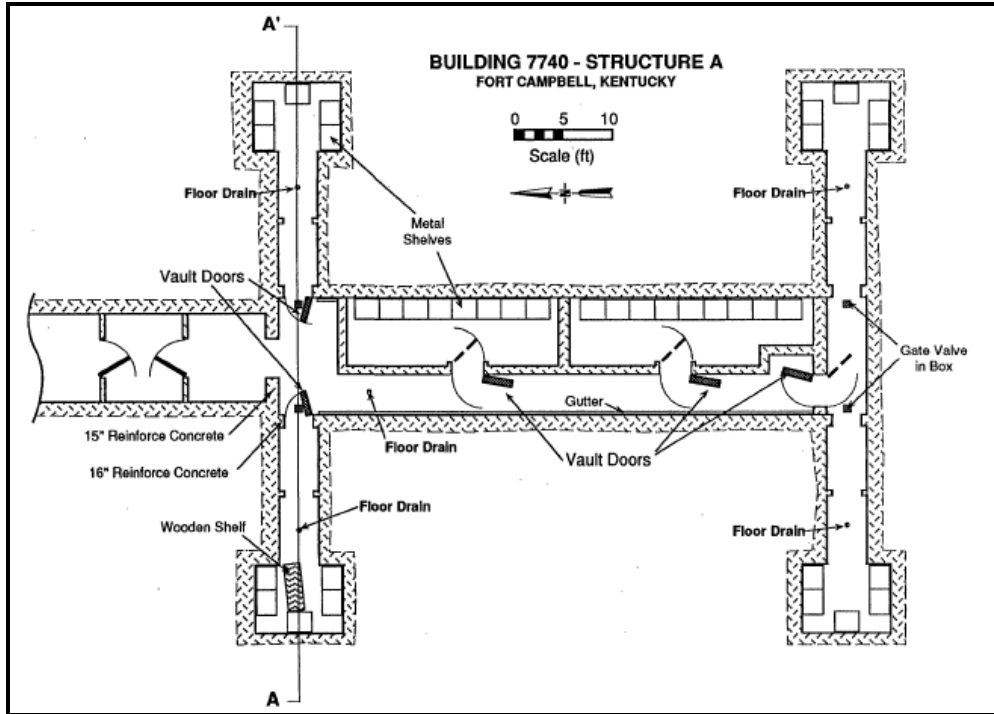 A'
BUILDING 7740 - STRUCTURE A
FORT CAMPBELL, KENTUCKY
0 5 10
Scale (ft)
Floor Drain
Floor Drain
Metal
Shelves
Vault Doors
Gate Valve
in Box
Gutter
15" Reinforce Concrete
Floor Drain
Vault Doors
16" Reinforce Concrete
Floor Drain
Wooden Shelf
Floor Drain
A